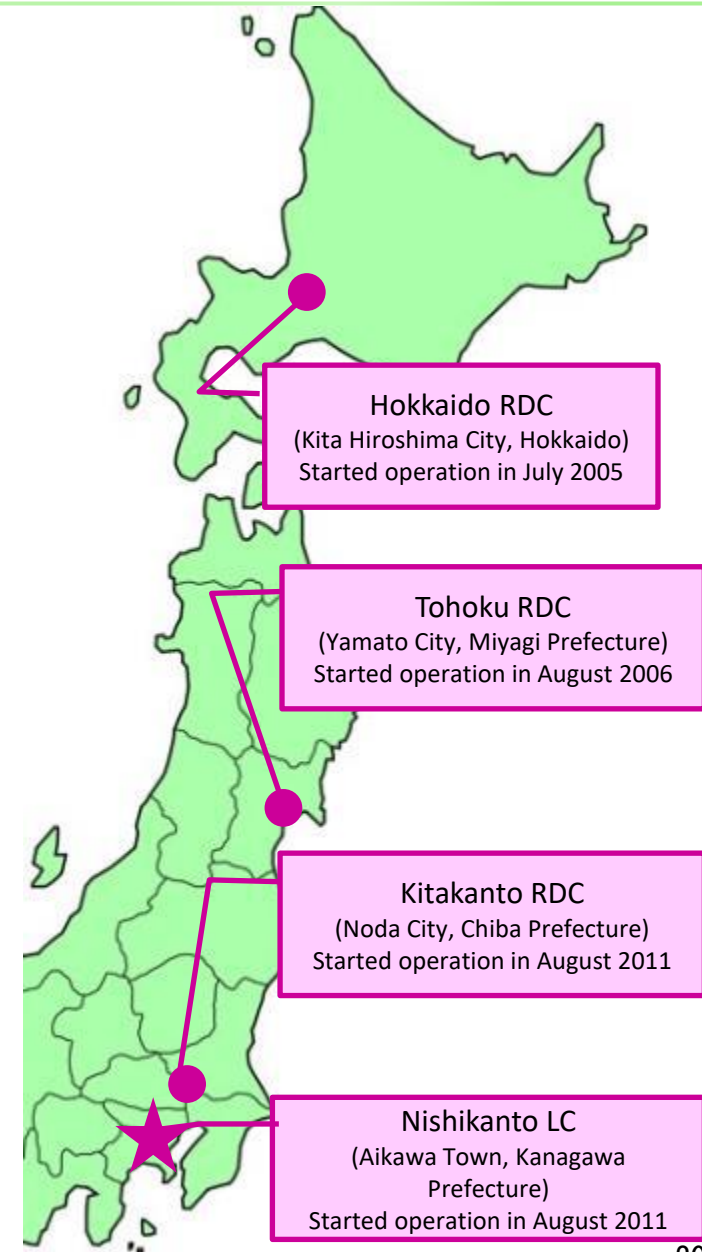 Hokkaido RDC
(Kita Hiroshima City, Hokkaido)
Started operation in July 2005
Tohoku RDC
(Yamato City, Miyagi Prefecture)
Started operation in August 2006
Kitakanto RDC
(Noda City, Chiba Prefecture)
Started operation in August 2011
Nishikanto LC
(Aikawa Town, Kanagawa
Prefecture)
Started operation in August 2011